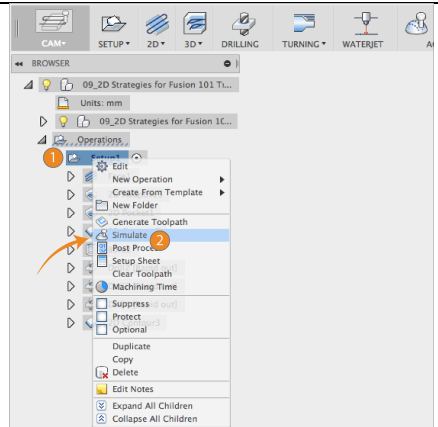 CAM▾
SETUP ▾
2D ▾
3D ▾
DRILLING
TURNING ▾
WATERJET
BROWSER
09_2D Strategies for Fusion 101 Tr...
Units: mm
09_2D Strategies for Fusion 10...
Operations
1
Setup1
Edit
New Operation
Create From Template
New Folder
Generate Toolpath
Simulate
2
Post Process
Setup Sheet
Clear Toolpath
Machining Time
Suppress
Protect
Optional
Duplicate
Copy
Delete
Edit Notes
Expand All Children
Collapse All Children